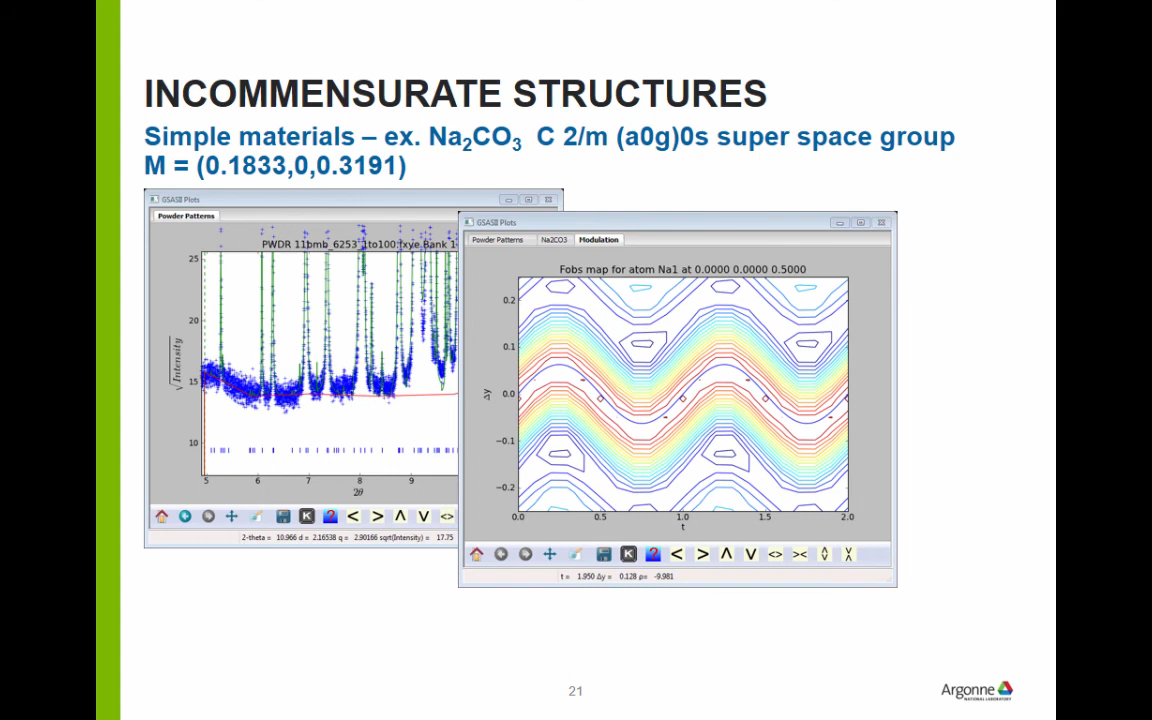 INCOMMENSURATE STRUCTURES
Simple materials – ex. Na₂CO₃ C 2/m (a0g)0s super space group
M = (0.1833,0,0.3191)
GSASII Plots
Powder Patterns
PWDR 11bmb_6253_1to100.fxye Bank 1
25
20
15
10
√Intensity
5 6 7 8 9
2θ
K ? < > Λ V <>
2-theta = 10.966 d = 2.16538 q = 2.90166 sqrt(Intensity) = 17.75
GSASII Plots
Powder Patterns Na2CO3 Modulation
Fobs map for atom Na1 at 0.0000 0.0000 0.5000
0.2
0.1
0.0
−0.1
−0.2
Δy
0.0 0.5 1.0 1.5 2.0
t
K ? < > Λ V <> ><
t = 1.950 Δy = 0.128 ρ= -9.981
21
Argonne
NATIONAL LABORATORY